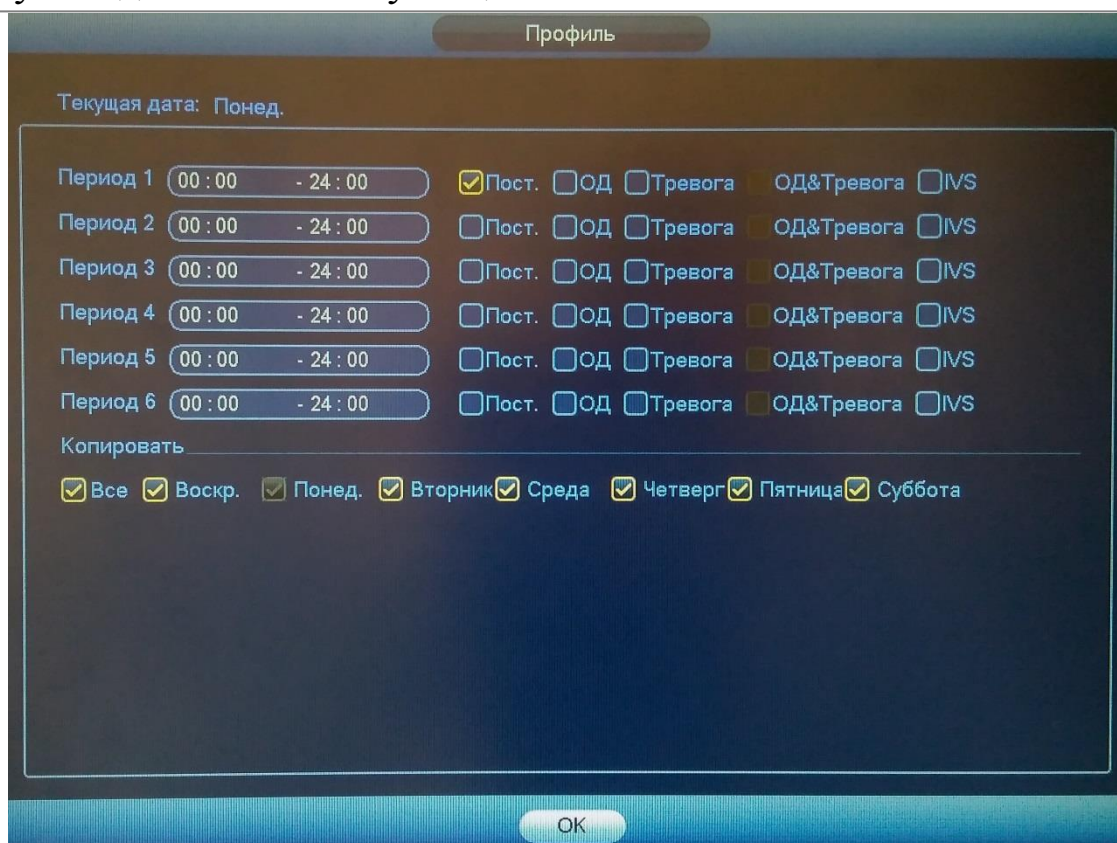 Профиль
Текущая дата: Понед.
Период 1 00 : 00 - 24 : 00 Пост. ОД Тревога ОД&Тревога IVS
Период 2 00 : 00 - 24 : 00 Пост. ОД Тревога ОД&Тревога IVS
Период 3 00 : 00 - 24 : 00 Пост. ОД Тревога ОД&Тревога IVS
Период 4 00 : 00 - 24 : 00 Пост. ОД Тревога ОД&Тревога IVS
Период 5 00 : 00 - 24 : 00 Пост. ОД Тревога ОД&Тревога IVS
Период 6 00 : 00 - 24 : 00 Пост. ОД Тревога ОД&Тревога IVS
Копировать
Все Воскр. Понед. Вторник Среда Четверг Пятница Суббота
OK